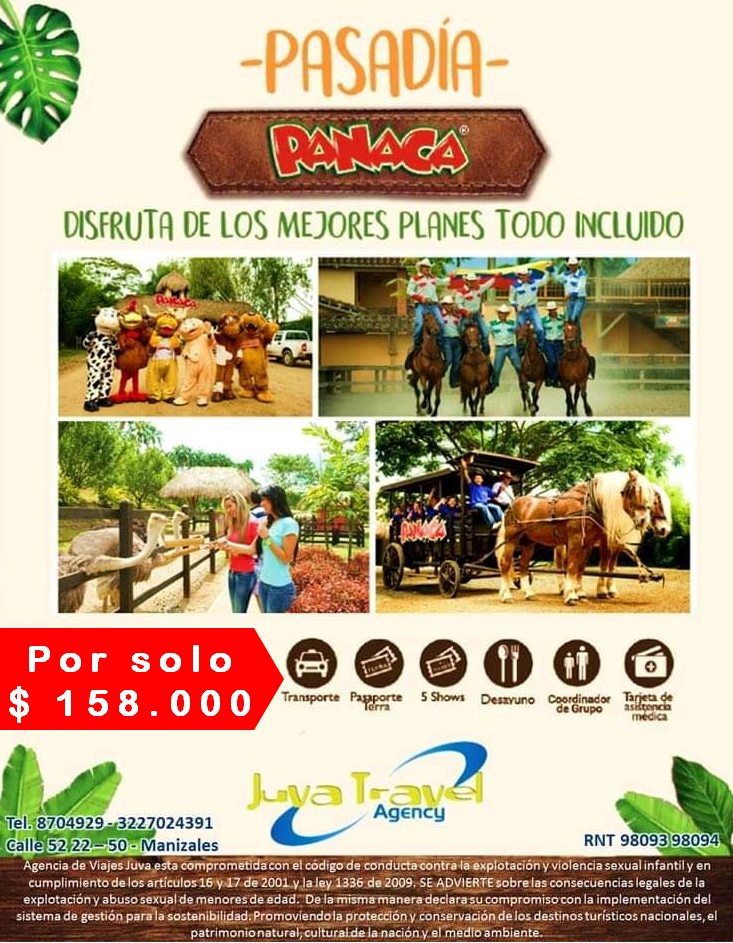 -PASADÍA-
PANACA®
DISFRUTA DE LOS MEJORES PLANES TODO INCLUIDO
PANACA
PANACA
Por solo
$ 158.000
Transporte
Pasaporte
Terra
5 Shows
Desayuno
Coordinador
de Grupo
Tarjeta de
asistencia
médica
Juva Travel
Agency
Tel. 8704929 - 3227024391
Calle 52 22 – 50 - Manizales
RNT 98093 98094
Agencia de Viajes Juva esta comprometida con el código de conducta contra la explotación y violencia sexual infantil y en
cumplimiento de los artículos 16 y 17 de 2001 y la ley 1336 de 2009. SE ADVIERTE sobre las consecuencias legales de la
explotación y abuso sexual de menores de edad. De la misma manera declara su compromiso con la implementación del
sistema de gestión para la sostenibilidad. Promoviendo la protección y conservación de los destinos turísticos nacionales, el
patrimonio natural, cultural de la nación y el medio ambiente.